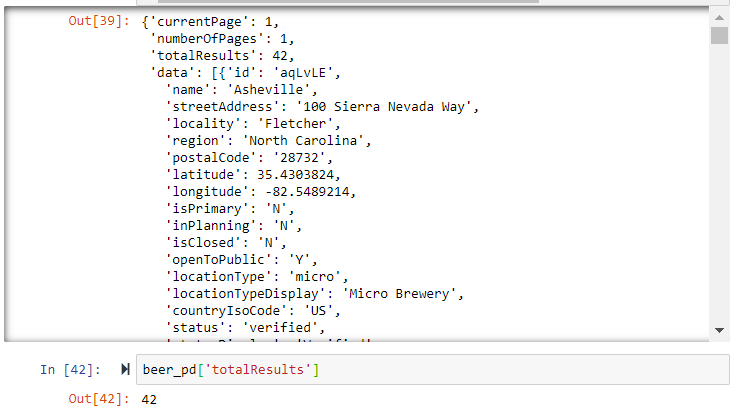 Out[39]: {'currentPage': 1,
'numberOfPages': 1,
'totalResults': 42,
'data': [{'id': 'aqLvLE',
'name': 'Asheville',
'streetAddress': '100 Sierra Nevada Way',
'locality': 'Fletcher',
'region': 'North Carolina',
'postalCode': '28732',
'latitude': 35.4303824,
'longitude': -82.5489214,
'isPrimary': 'N',
'inPlanning': 'N',
'isClosed': 'N',
'openToPublic': 'Y',
'locationType': 'micro',
'locationTypeDisplay': 'Micro Brewery',
'countryIsoCode': 'US',
'status': 'verified',
In [42]: beer_pd['totalResults']
Out[42]: 42